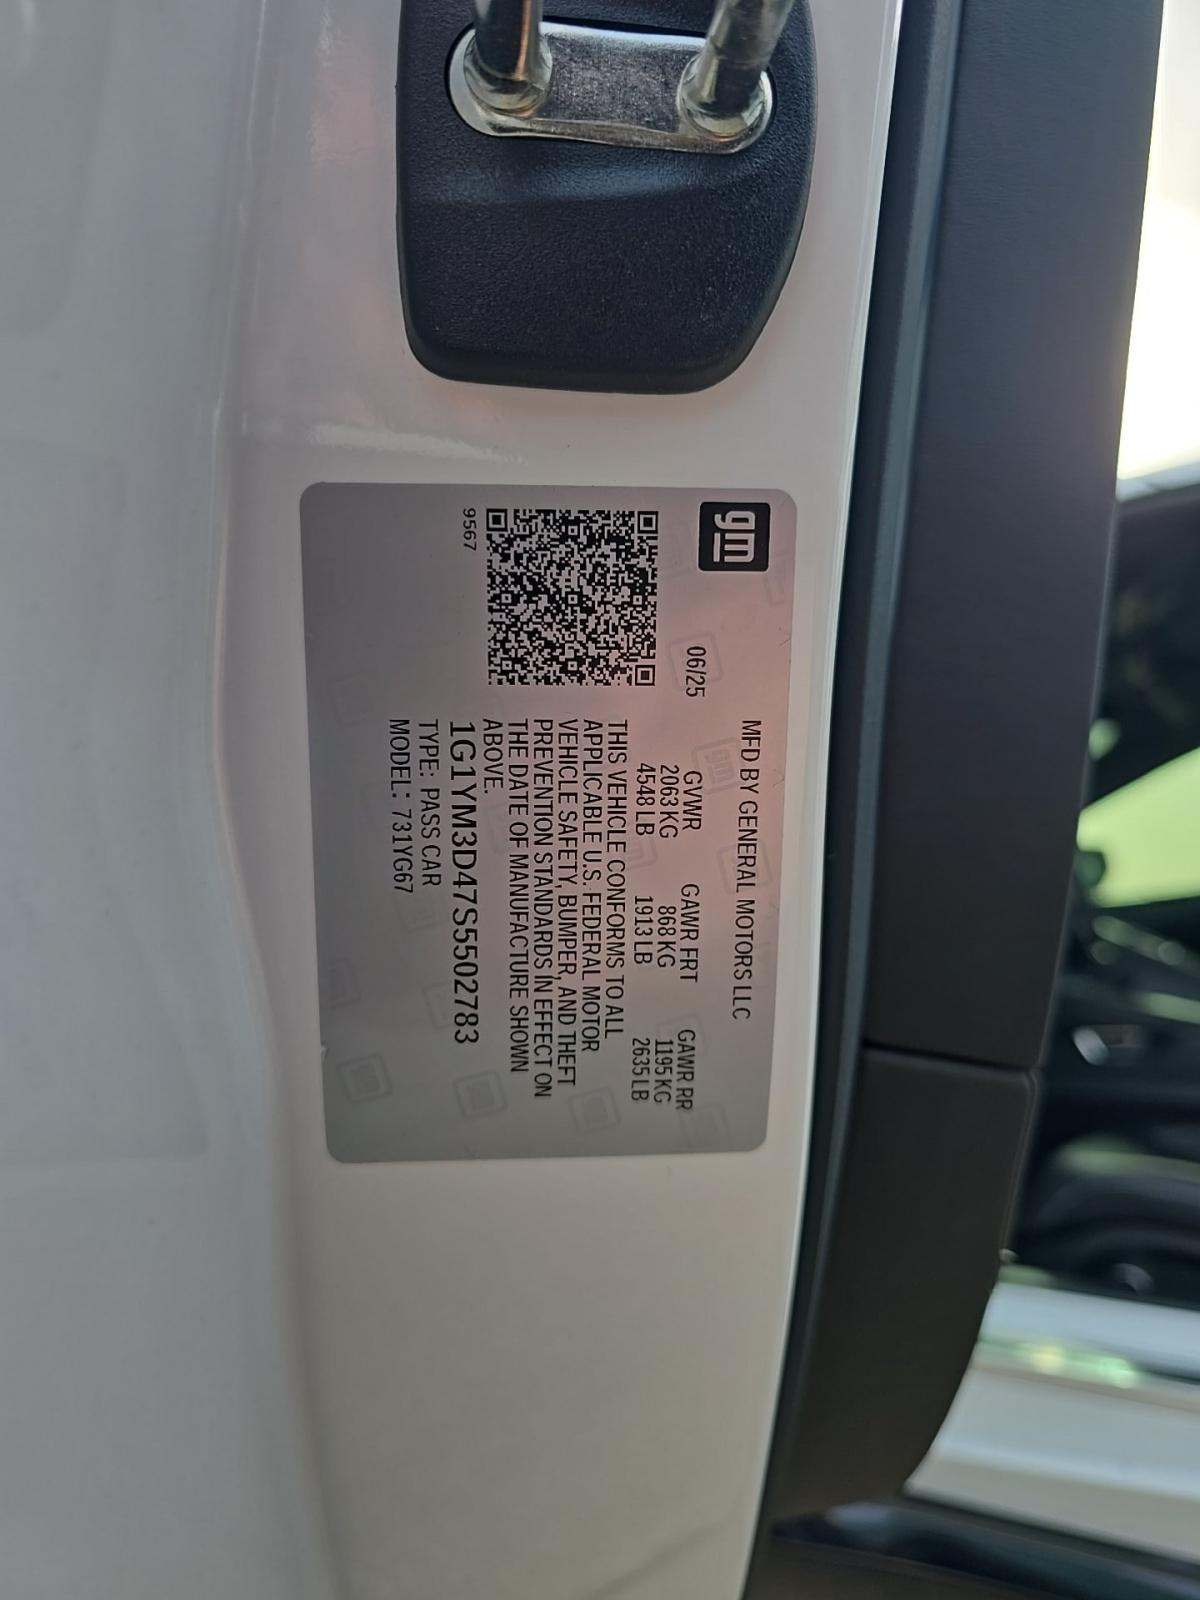 gm
MFD BY GENERAL MOTORS LLC
06/25
GVWR GAWR FRT GAWR RR
2063 KG 868 KG 1195 KG
4548 LB 1913 LB 2635 LB
THIS VEHICLE CONFORMS TO ALL
APPLICABLE U.S. FEDERAL MOTOR
VEHICLE SAFETY, BUMPER, AND THEFT
PREVENTION STANDARDS IN EFFECT ON
THE DATE OF MANUFACTURE SHOWN
ABOVE.
9567
1G1YM3D47S5502783
TYPE: PASS CAR
MODEL: 731YG67